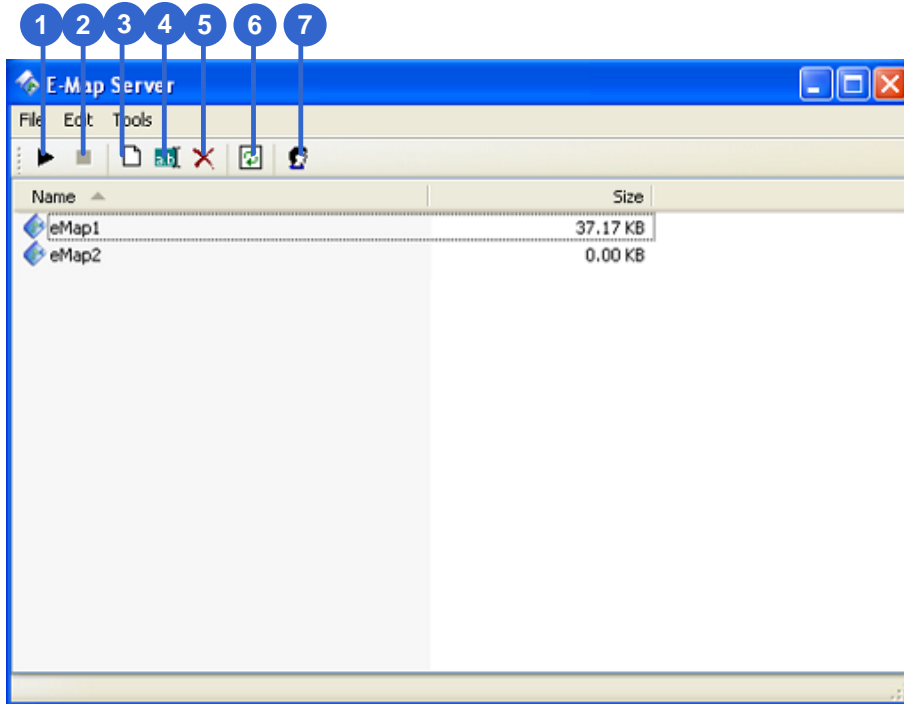 1 2 3 4 5 6 7
E-Map Server
File Edit Tools
ab
Name Size
eMap1 37.17 KB
eMap2 0.00 KB